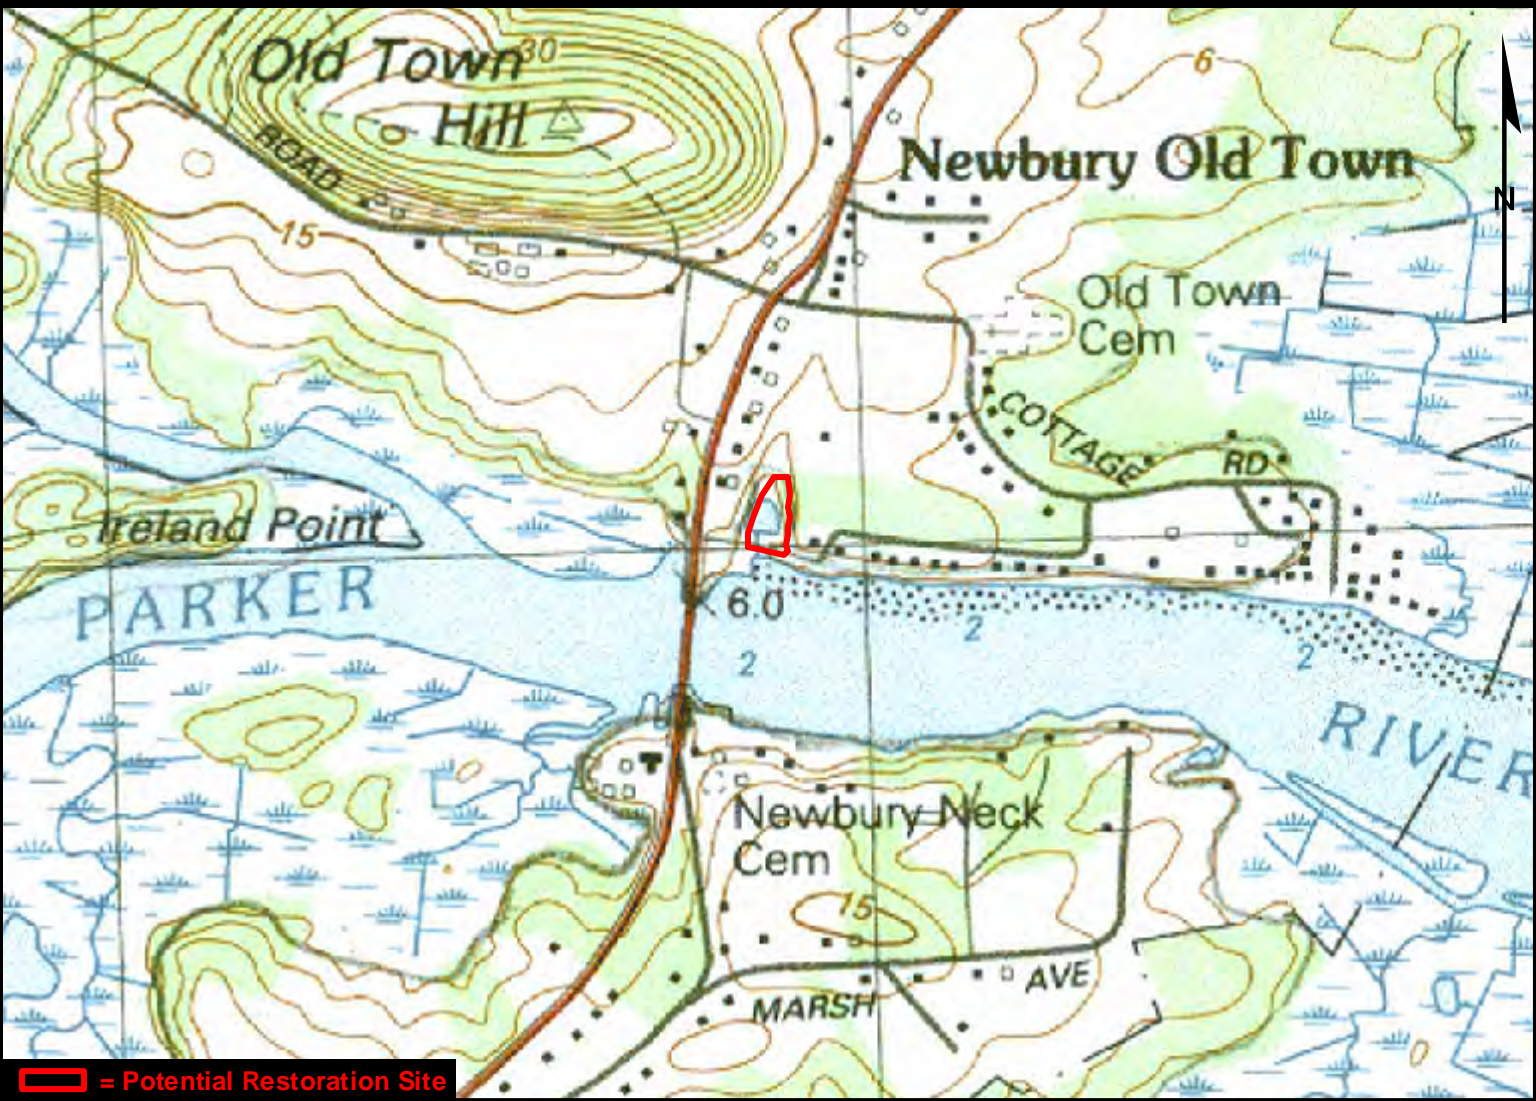 Old Town
30
Hill
6
Newbury Old Town
ROAD
N
15
Old Town
Cem
COTTAGE
RD
Ireland Point
PARKER
6.0
2
2
2
RIVER
Newbury Neck
Cem
15
AVE
MARSH
= Potential Restoration Site